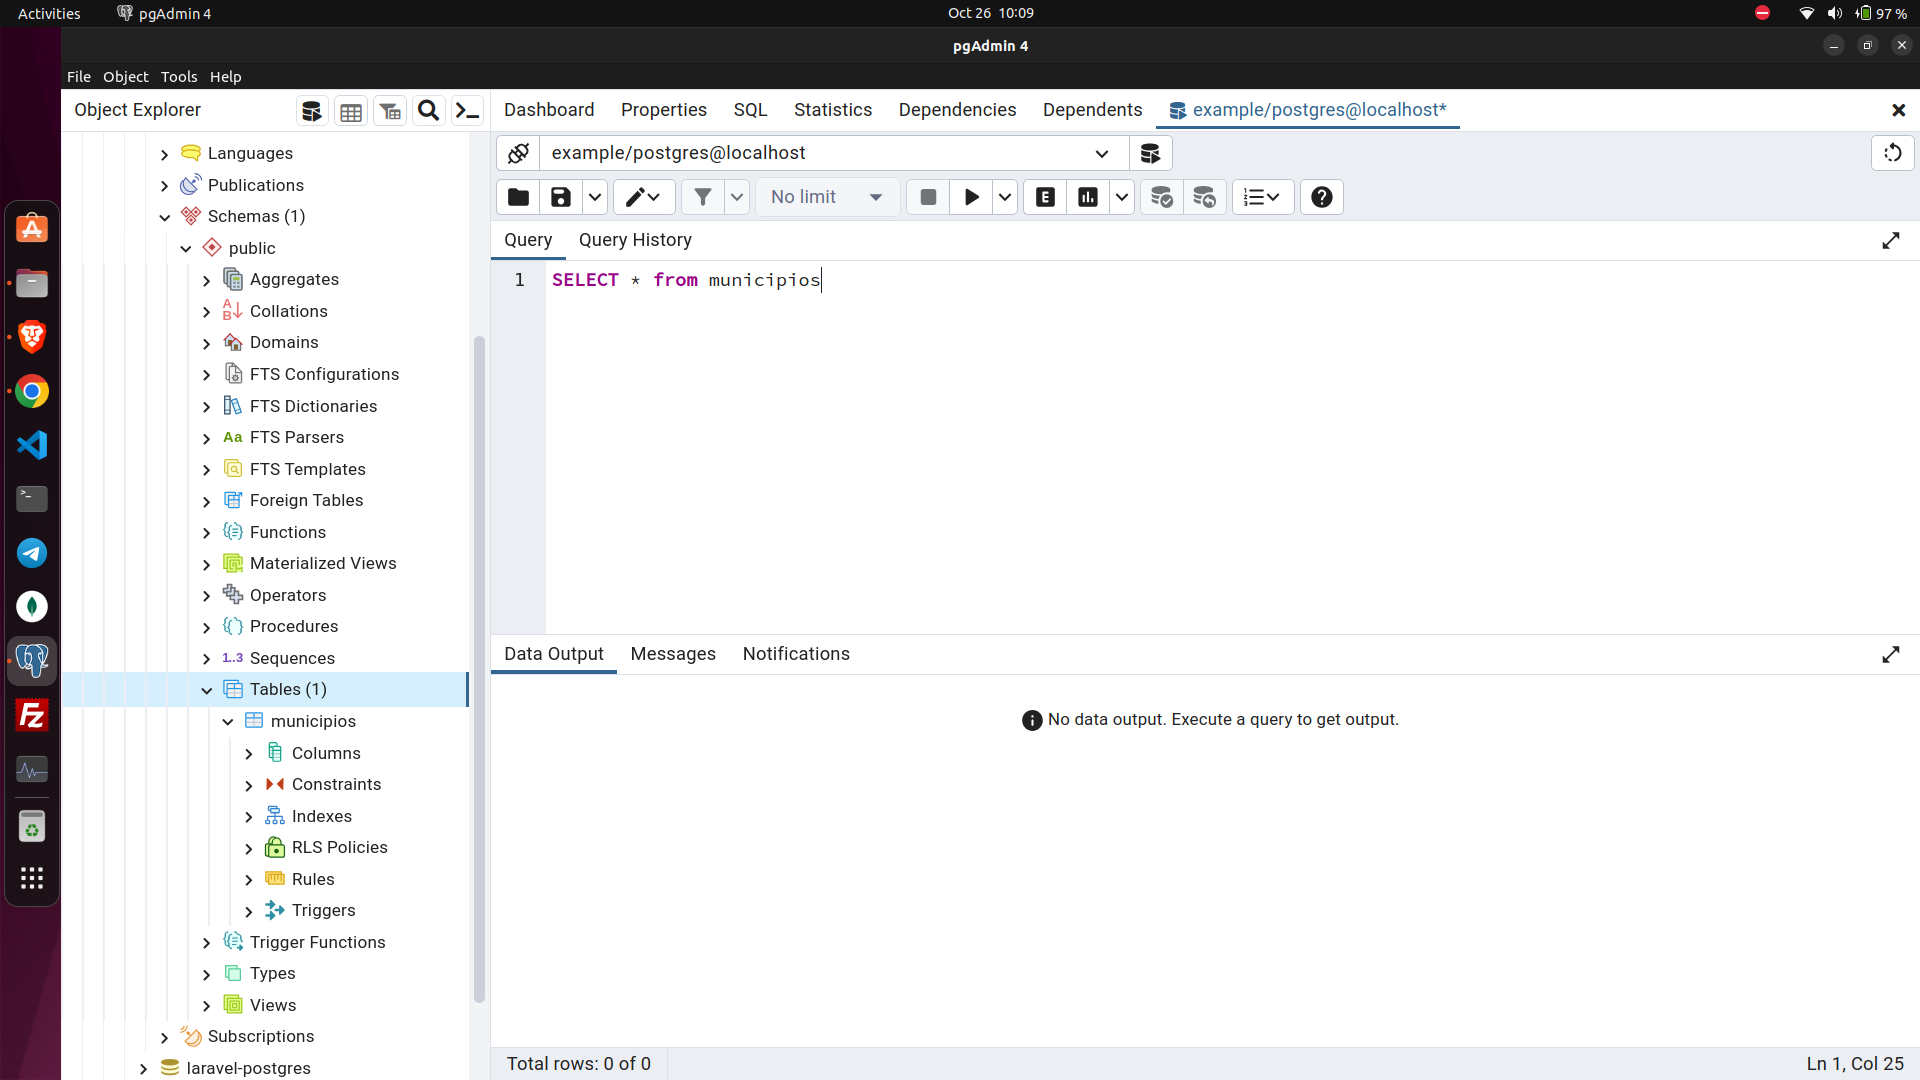 Activities
pgAdmin 4
Oct 26 10:09
97 %
pgAdmin 4
File Object Tools Help
Object Explorer
Dashboard Properties SQL Statistics Dependencies Dependents example/postgres@localhost*
example/postgres@localhost
No limit
E
Query Query History
1 SELECT * from municipios
Languages
Publications
Schemas (1)
public
Aggregates
Collations
Domains
FTS Configurations
FTS Dictionaries
Aa FTS Parsers
FTS Templates
Foreign Tables
Functions
Materialized Views
Operators
Procedures
1..3 Sequences
Tables (1)
municipios
Columns
Constraints
Indexes
RLS Policies
Rules
Triggers
Trigger Functions
Types
Views
Subscriptions
laravel-postgres
Data Output Messages Notifications
No data output. Execute a query to get output.
Total rows: 0 of 0
Ln 1, Col 25